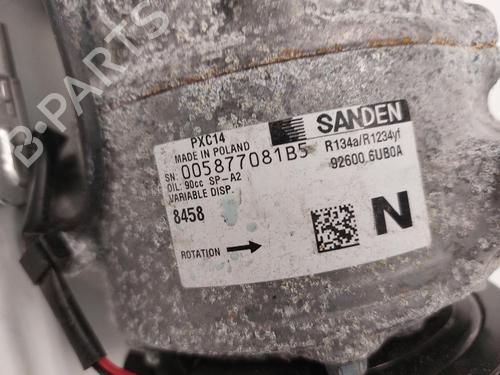 PXC14
MADE IN POLAND
SN: 005877081B5
OIL: 90cc SP-A2
VARIABLE DISP.
8458
ROTATION
SANDEN
R134a/R1234yf
92600 6UB0A
N
B-PARTS